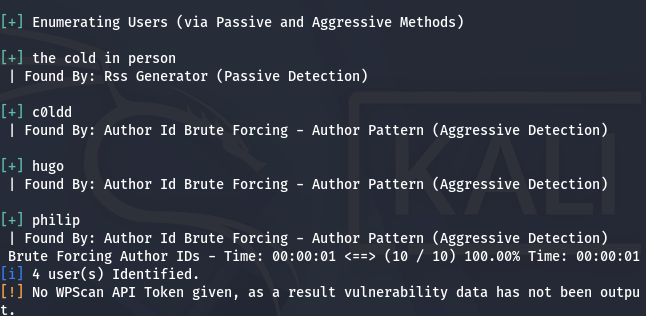 [+] Enumerating Users (via Passive and Aggressive Methods)
[+] the cold in person
| Found By: Rss Generator (Passive Detection)
[+] c0ldd
| Found By: Author Id Brute Forcing - Author Pattern (Aggressive Detection)
[+] hugo
| Found By: Author Id Brute Forcing - Author Pattern (Aggressive Detection)
[+] philip
| Found By: Author Id Brute Forcing - Author Pattern (Aggressive Detection)
Brute Forcing Author IDs - Time: 00:00:01 <==> (10 / 10) 100.00% Time: 00:00:01
[i] 4 user(s) Identified.
[!] No WPScan API Token given, as a result vulnerability data has not been outpu
t.
KALI